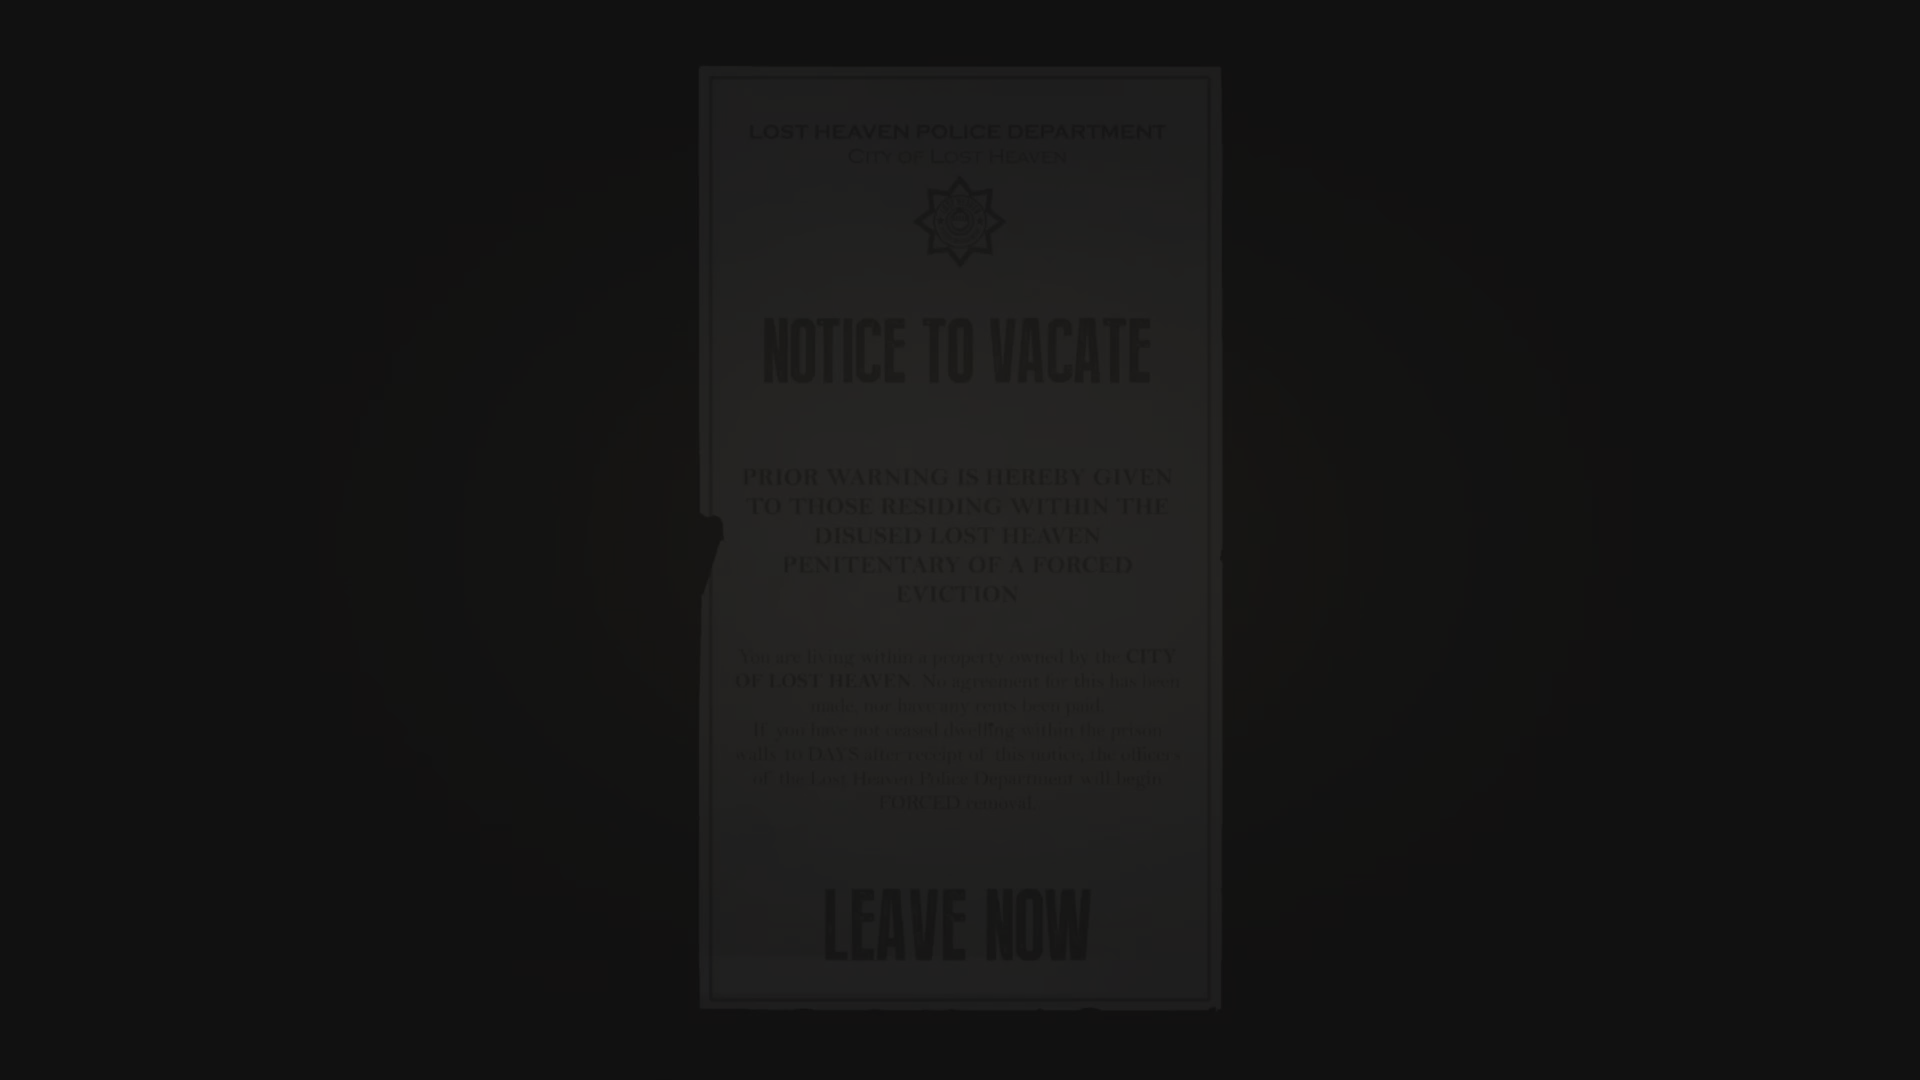 LOST HEAVEN POLICE DEPARTMENT
CITY OF LOST HEAVEN
NOTICE TO VACATE
PRIOR WARNING IS HEREBY GIVEN
TO THOSE RESIDING WITHIN THE
DISUSED LOST HEAVEN
PENITENTARY OF A FORCED
EVICTION
You are living within a property owned by the CITY
OF LOST HEAVEN. No agreement for this has been
made, nor have any rents been paid.
If you have not ceased dwelling within the prison
walls 10 DAYS after receipt of this notice, the officers
of the Lost Heaven Police Department will begin
FORCED removal.
LEAVE NOW